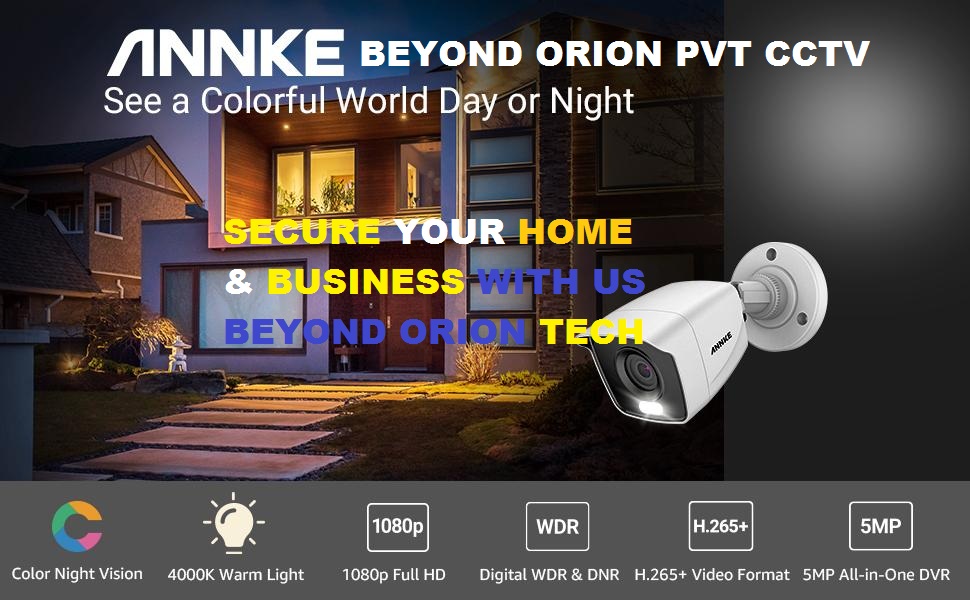 ANNKE BEYOND ORION PVT CCTV
See a Colorful World Day or Night
SECURE YOUR HOME
& BUSINESS WITH US
BEYOND ORION TECH
ANNKE
1080p
WDR
H.265+
5MP
Color Night Vision
4000K Warm Light
1080p Full HD
Digital WDR & DNR
H.265+ Video Format
5MP All-in-One DVR